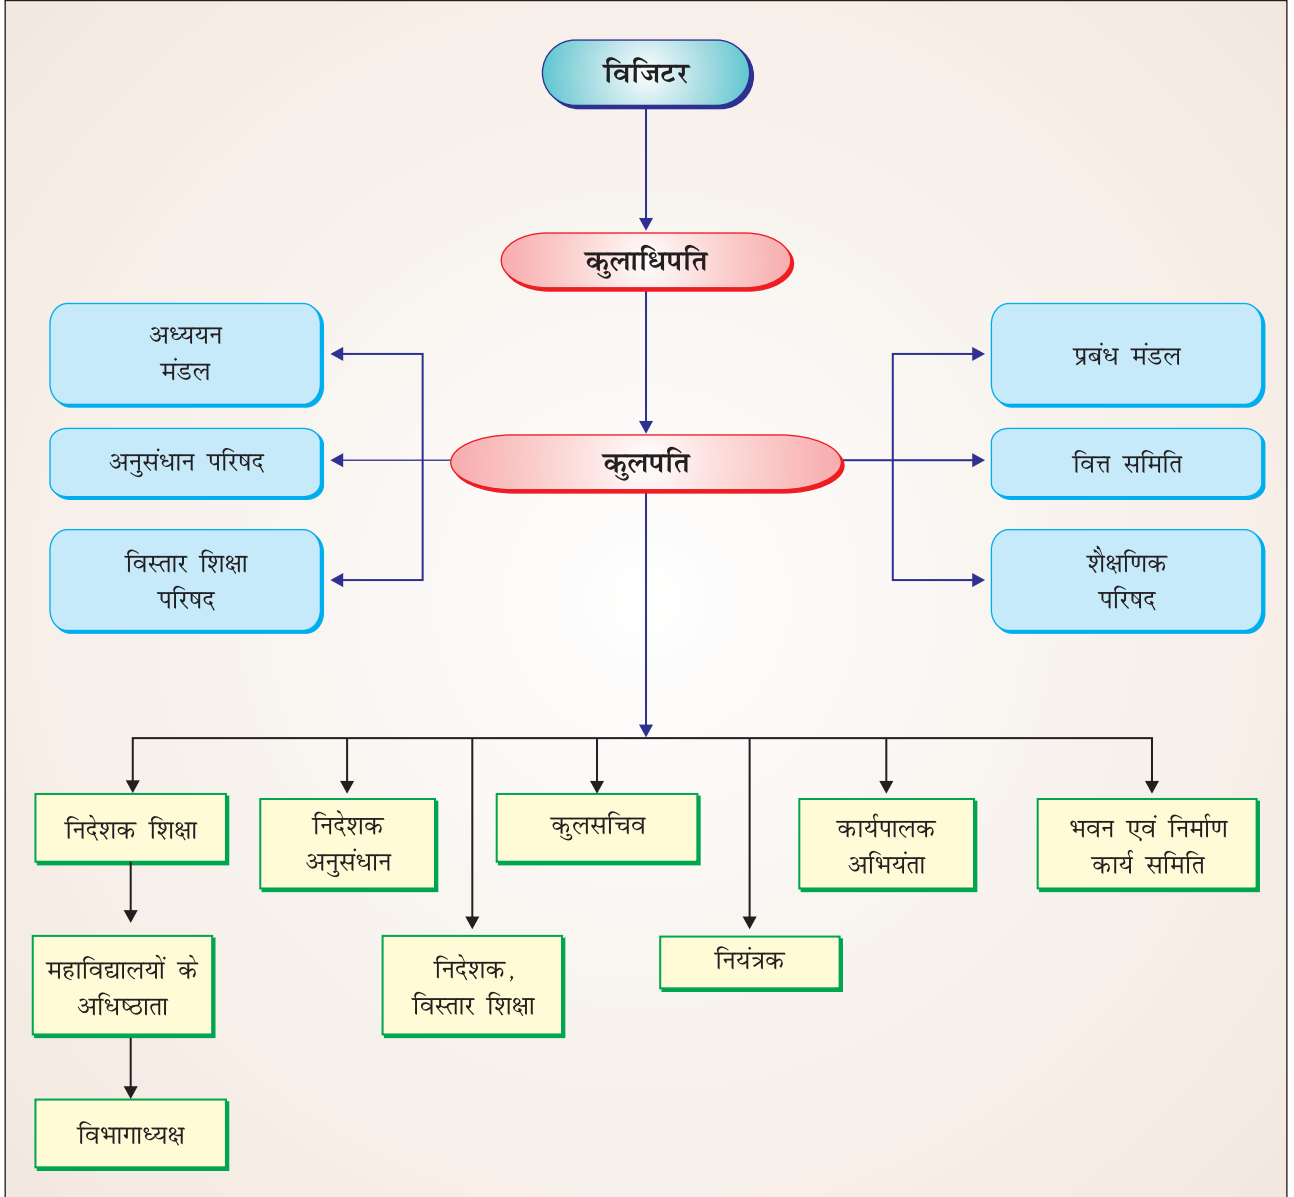 विजिटर
कुलाधिपति
अध्ययन
मंडल
प्रबंध मंडल
अनुसंधान परिषद
कुलपति
वित्त समिति
विस्तार शिक्षा
परिषद
शैक्षणिक
परिषद
निदेशक शिक्षा
निदेशक
अनुसंधान
कुलसचिव
कार्यपालक
अभियंता
भवन एवं निर्माण
कार्य समिति
महाविद्यालयों के
अधिष्ठाता
निदेशक,
विस्तार शिक्षा
नियंत्रक
विभागाध्यक्ष